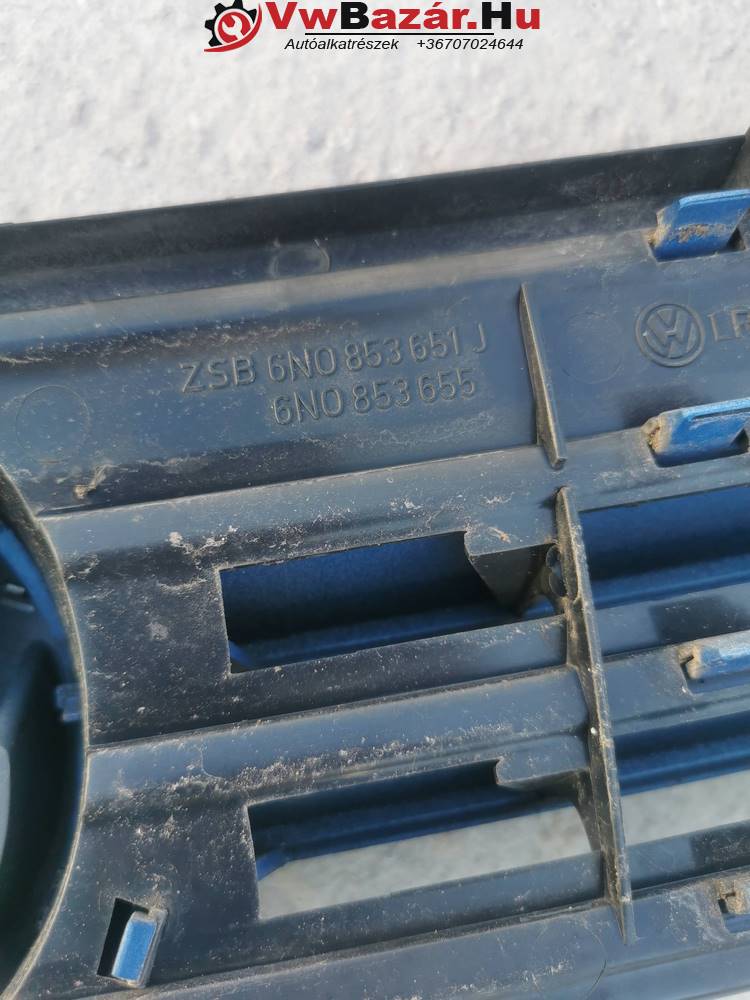 VwBazár.Hu
Autóalkatrészek +36707024644
ZSB 6N0 853 651 J
6N0 853 655